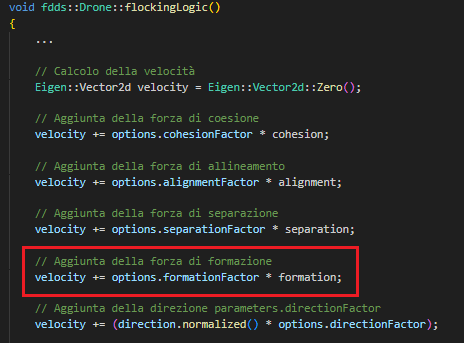 void fdds::Drone::flockingLogic()
{
...
// Calcolo della velocità
Eigen::Vector2d velocity = Eigen::Vector2d::Zero();
// Aggiunta della forza di coesione
velocity += options.cohesionFactor * cohesion;
// Aggiunta della forza di allineamento
velocity += options.alignmentFactor * alignment;
// Aggiunta della forza di separazione
velocity += options.separationFactor * separation;
// Aggiunta della forza di formazione
velocity += options.formationFactor * formation;
// Aggiunta della direzione parameters.directionFactor
velocity += (direction.normalized() * options.directionFactor);